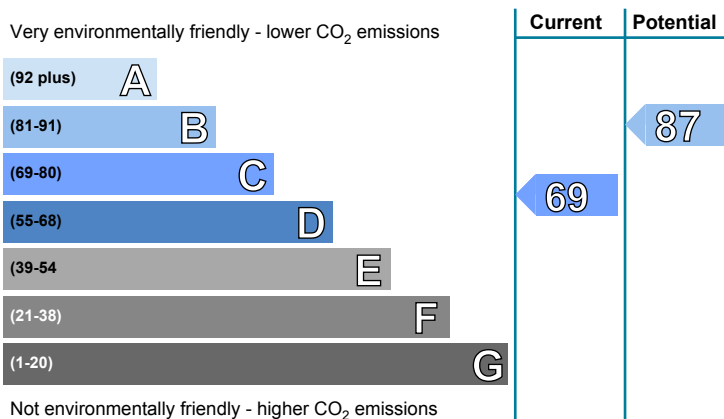 Current Potential
Very environmentally friendly - lower CO2 emissions
(92 plus) A
(81-91) B
87
(69-80) C
69
(55-68) D
(39-54 E
(21-38) F
(1-20) G
Not environmentally friendly - higher CO2 emissions